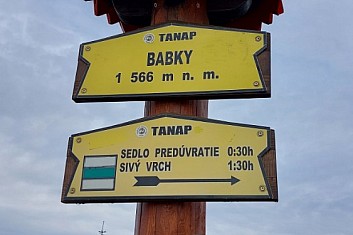 TANAP
BABKY
1 566 m n. m.
TANAP
SEDLO PREDÚVRATIE 0:30h
SIVÝ VRCH 1:30h